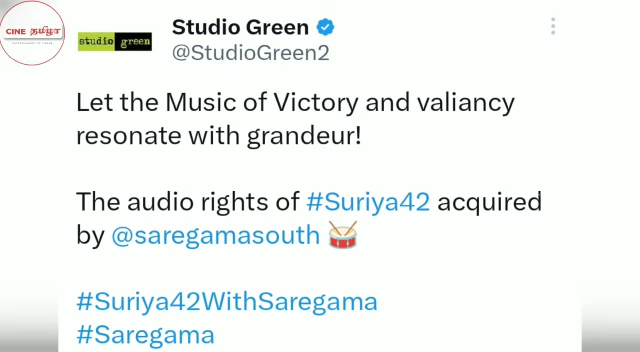 CINE தமிழா
Studio Green
studio green
@StudioGreen2
Let the Music of Victory and valiancy
resonate with grandeur!
The audio rights of #Suriya42 acquired
by @saregamasouth 🥁
#Suriya42WithSaregama
#Saregama